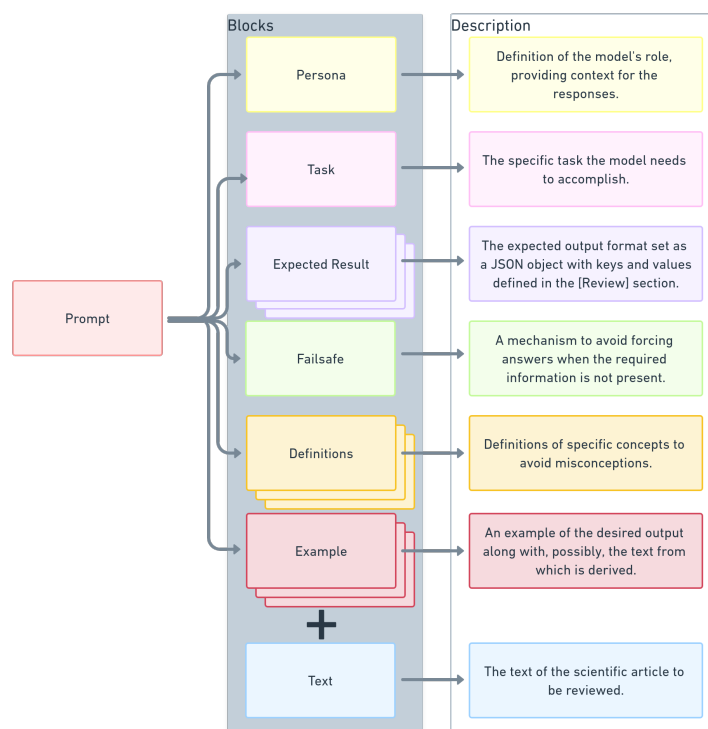 Blocks
Description
Persona
Definition of the model's role,
providing context for the
responses.
Task
The specific task the model needs
to accomplish.
Expected Result
The expected output format set as
a JSON object with keys and values
defined in the [Review] section.
Prompt
Failsafe
A mechanism to avoid forcing
answers when the required
information is not present.
Definitions
Definitions of specific concepts to
avoid misconceptions.
Example
An example of the desired output
along with, possibly, the text from
which is derived.
+
Text
The text of the scientific article to
be reviewed.